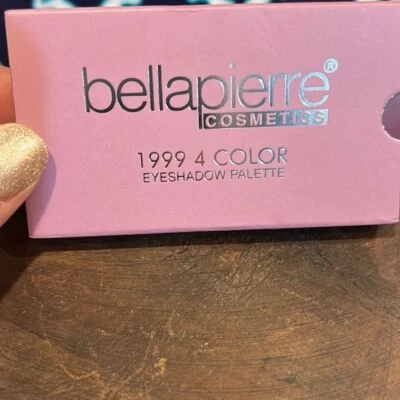 bellapierre®
COSMETICS
1999 4 COLOR
EYESHADOW PALETTE